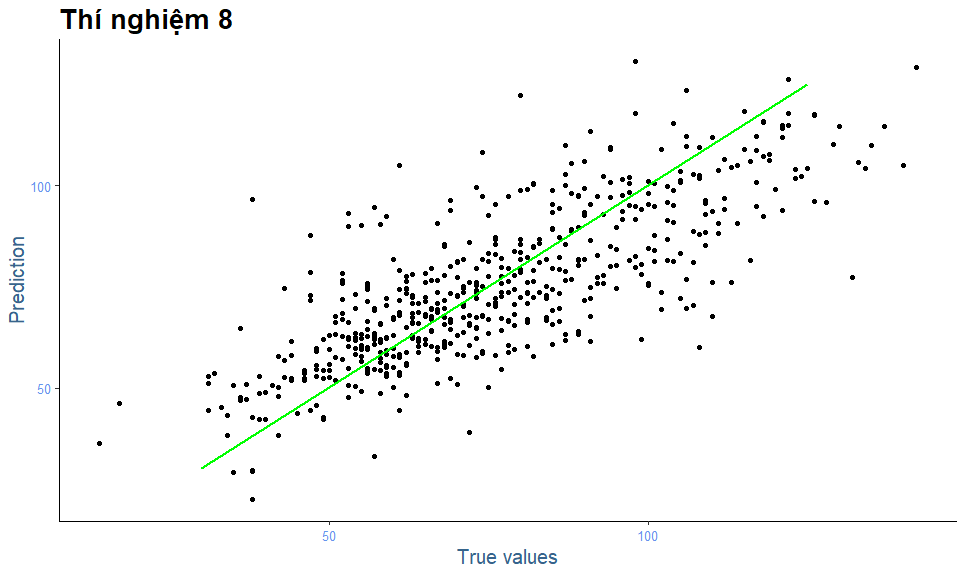 Thí nghiệm 8
100
50
Prediction
50
100
True values